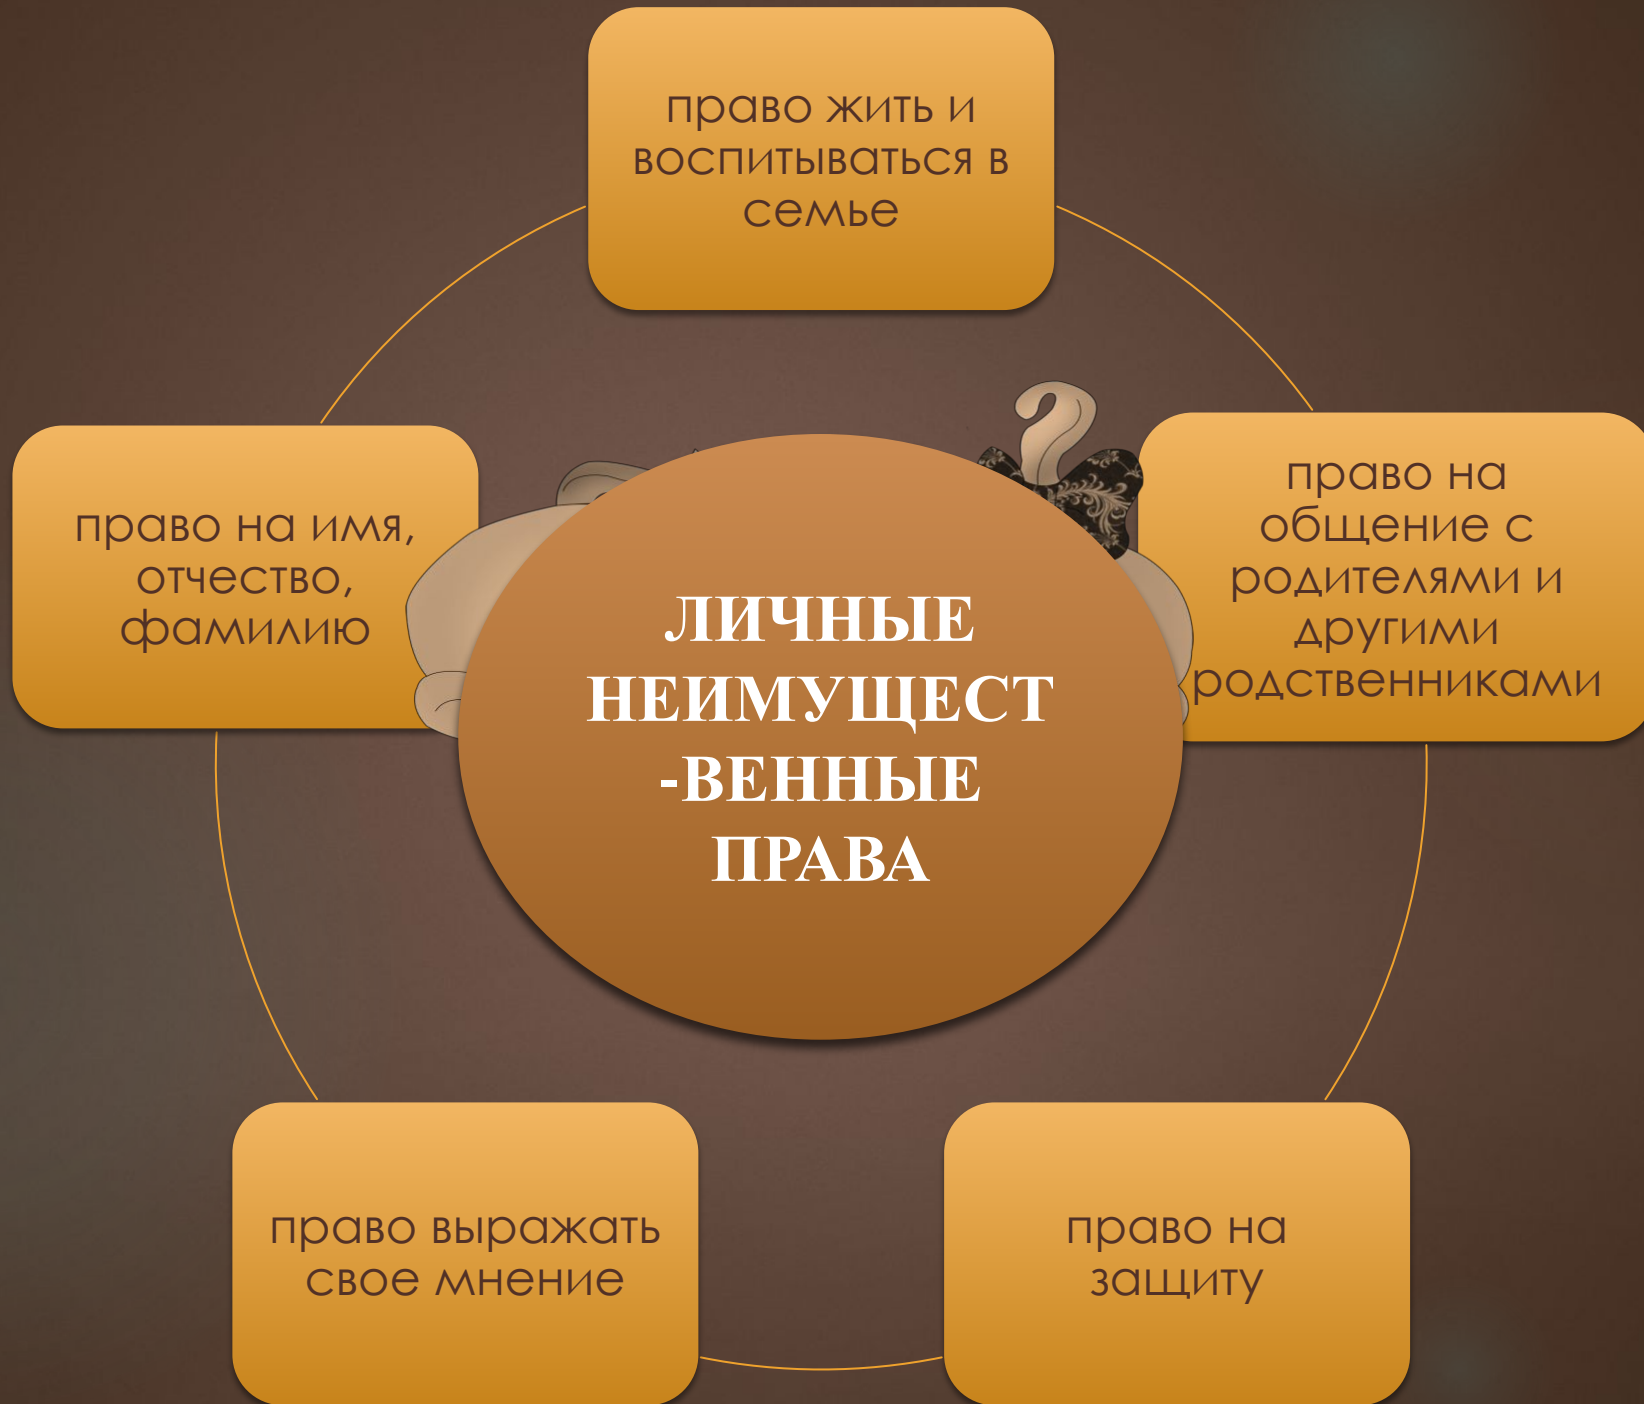 право жить и
воспитываться в
семье
право на имя,
отчество,
фамилию
право на
общение с
родителями и
другими
родственниками
ЛИЧНЫЕ
НЕИМУЩЕСТ
-ВЕННЫЕ
ПРАВА
право выражать
свое мнение
право на
защиту